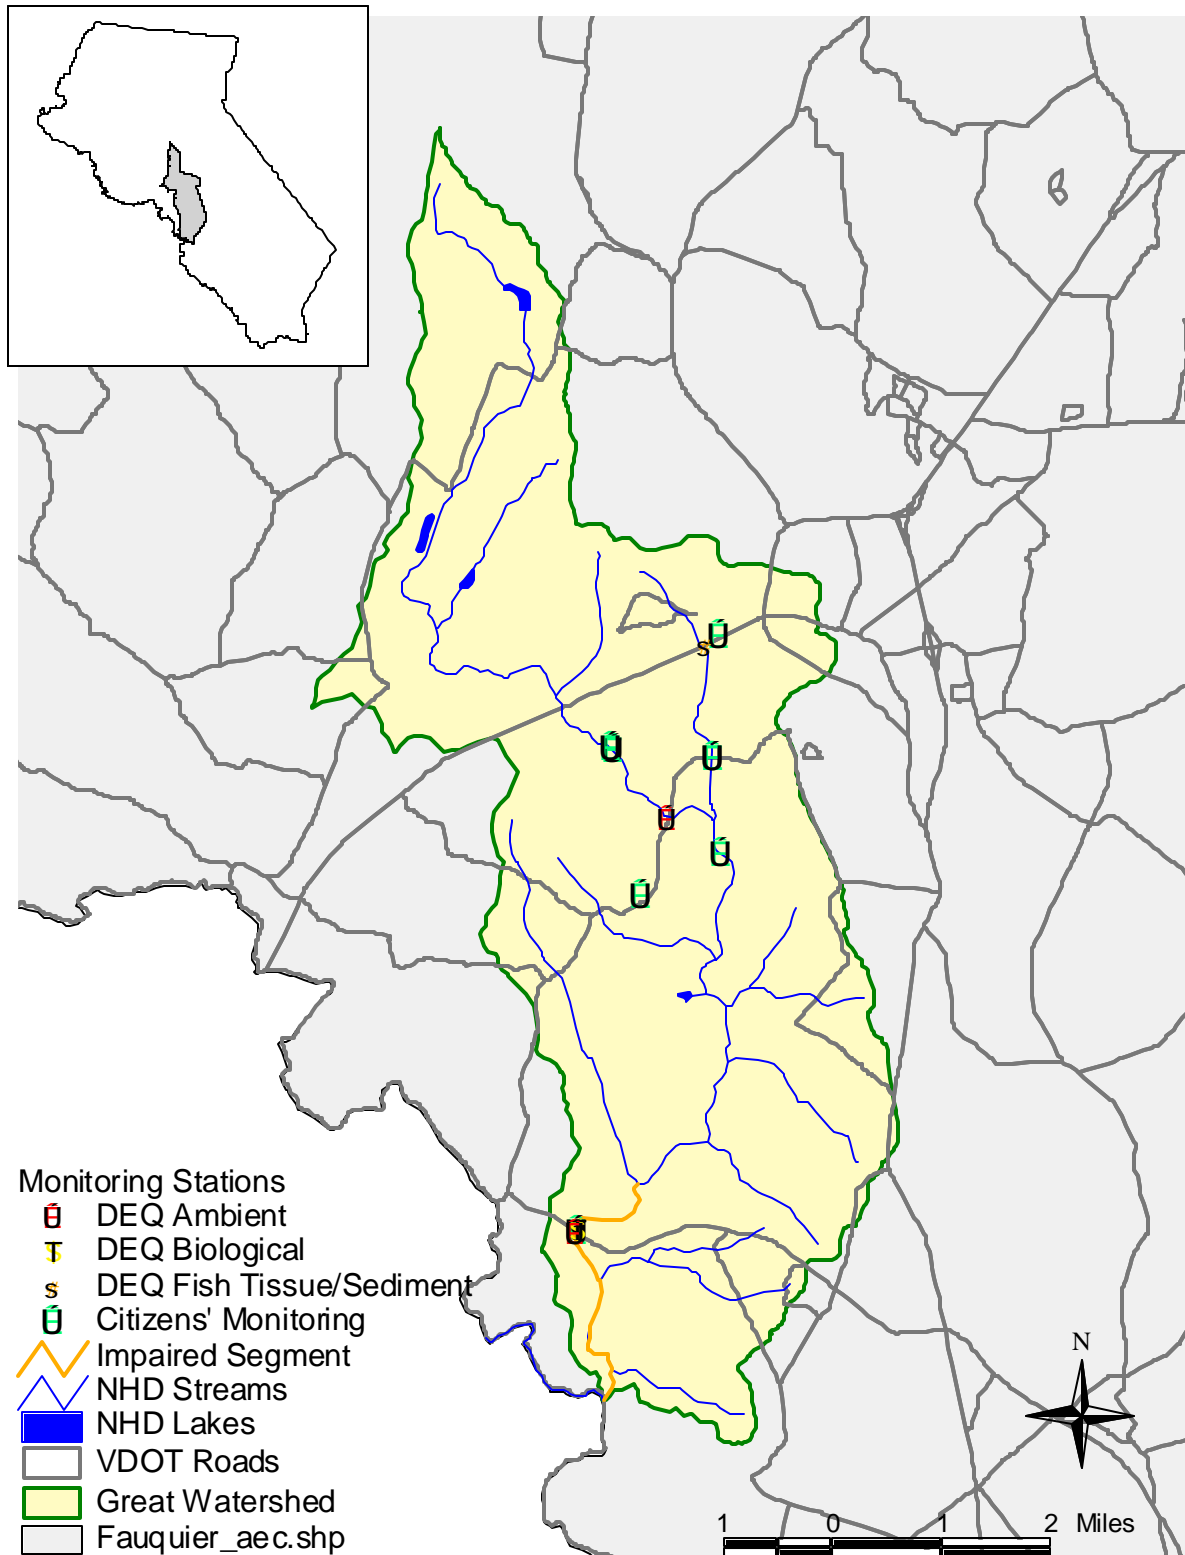 Ú
s
Ú
Ú
Ú
Ú
Ú
Monitoring Stations
Ú DEQ Ambient
T DEQ Biological
s DEQ Fish Tissue/Sediment
Ú Citizens' Monitoring
Impaired Segment
NHD Streams
NHD Lakes
VDOT Roads
Great Watershed
Fauquier_aec.shp
N
1 0 1 2 Miles